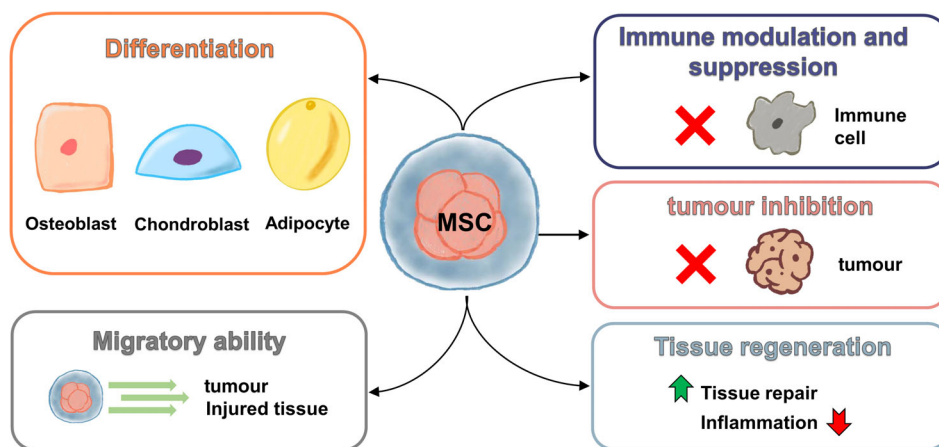 Differentiation
Osteoblast Chondroblast Adipocyte
Immune modulation and
suppression
Immune
cell
MSC
tumour inhibition
tumour
Migratory ability
tumour
Injured tissue
Tissue regeneration
Tissue repair
Inflammation